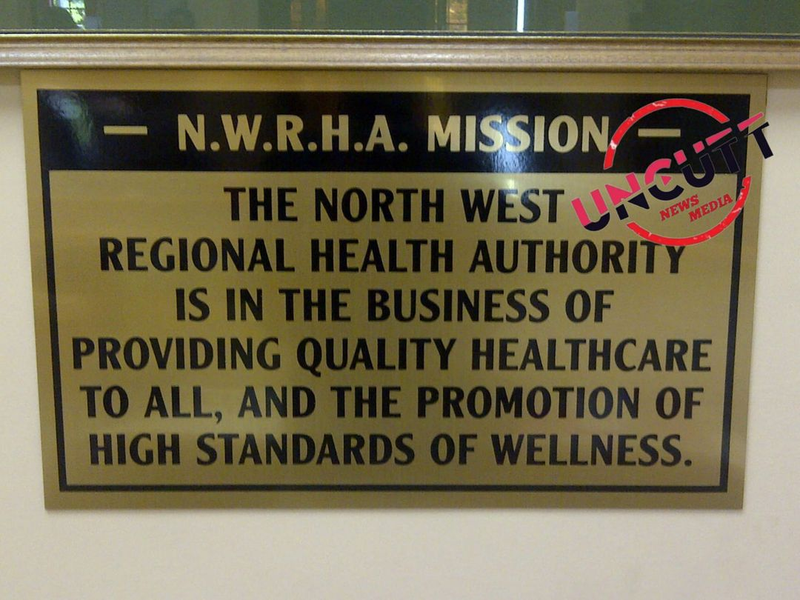 — N.W.R.H.A. MISSION —
THE NORTH WEST
REGIONAL HEALTH AUTHORITY
IS IN THE BUSINESS OF
PROVIDING QUALITY HEALTHCARE
TO ALL, AND THE PROMOTION OF
HIGH STANDARDS OF WELLNESS.
UNCUTT
NEWS
MEDIA